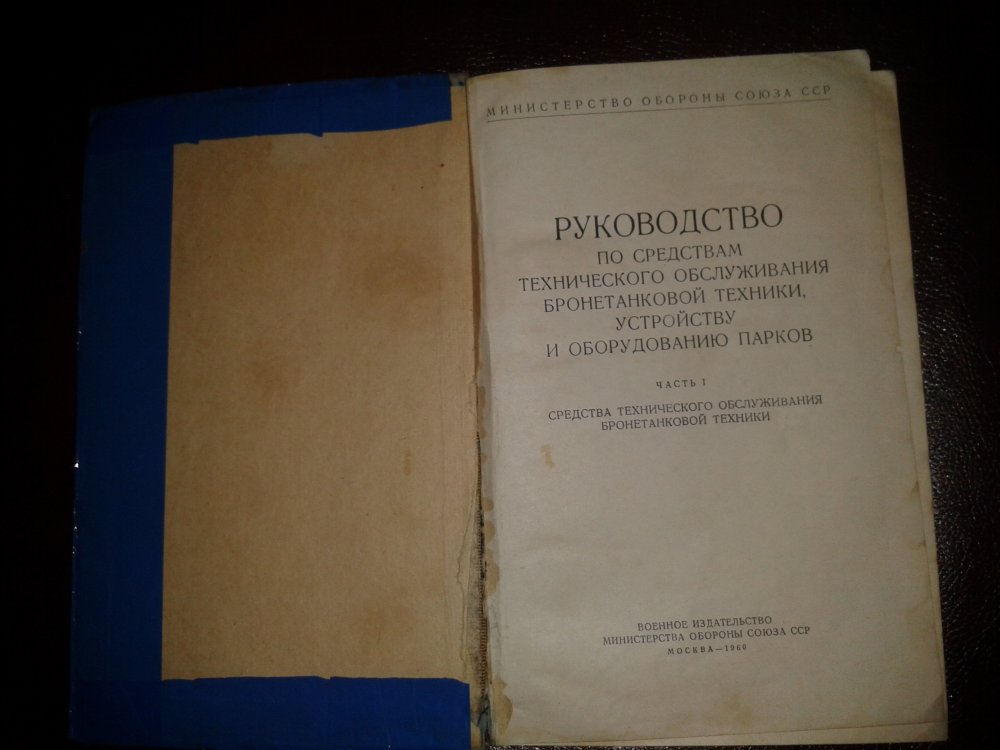 МИНИСТЕРСТВО ОБОРОНЫ СОЮЗА ССР
РУКОВОДСТВО
ПО СРЕДСТВАМ
ТЕХНИЧЕСКОГО ОБСЛУЖИВАНИЯ
БРОНЕТАНКОВОЙ ТЕХНИКИ,
УСТРОЙСТВУ
И ОБОРУДОВАНИЮ ПАРКОВ
ЧАСТЬ I
СРЕДСТВА ТЕХНИЧЕСКОГО ОБСЛУЖИВАНИЯ
БРОНЕТАНКОВОЙ ТЕХНИКИ
ВОЕННОЕ ИЗДАТЕЛЬСТВО
МИНИСТЕРСТВА ОБОРОНЫ СОЮЗА ССР
МОСКВА—1960